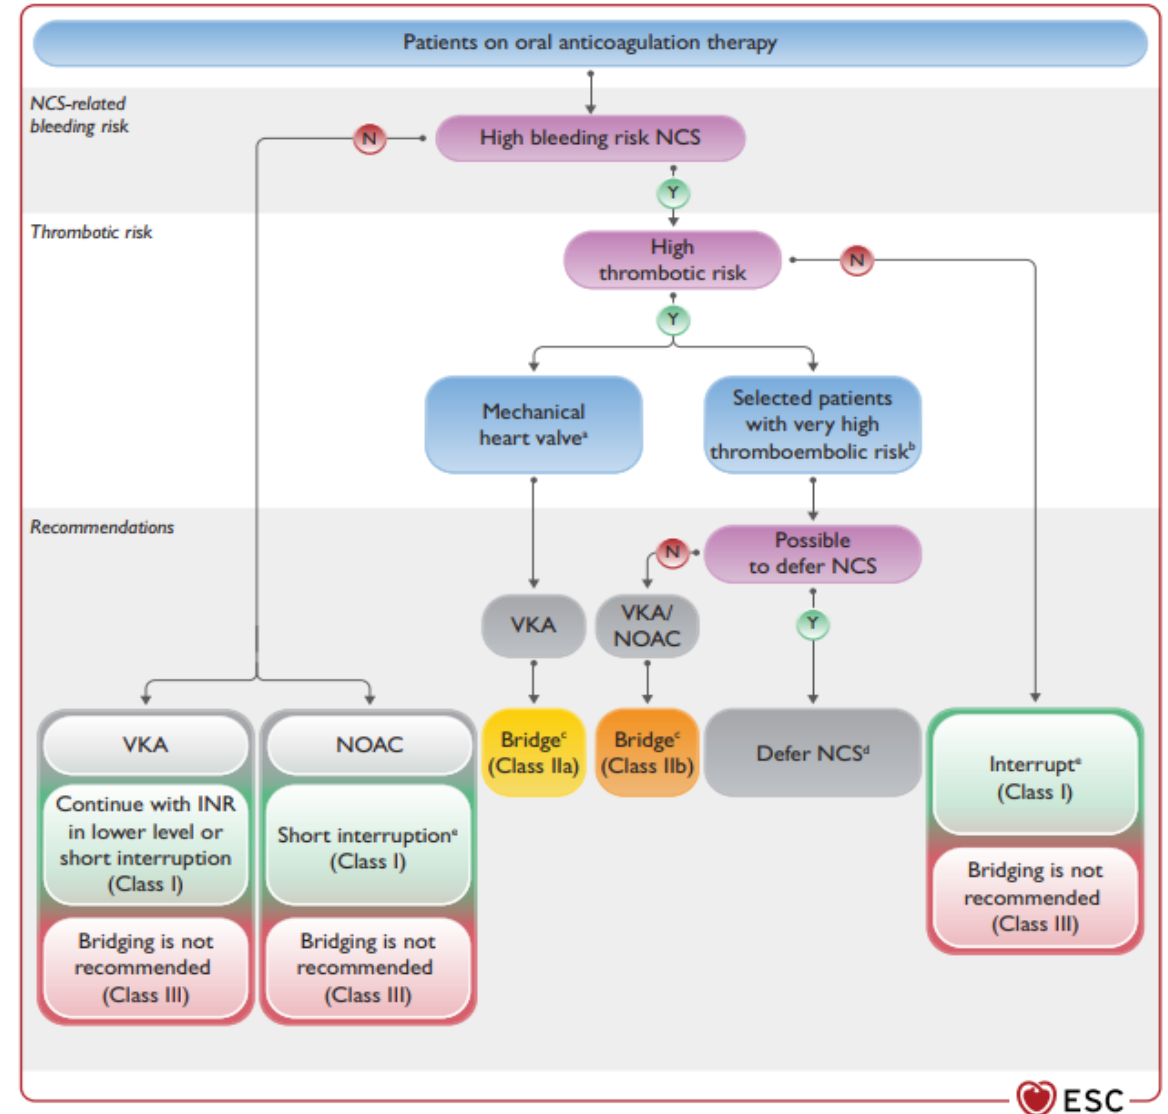 Patients on oral anticoagulation therapy
NCS-related
bleeding risk
N
High bleeding risk NCS
Y
Thrombotic risk
High
thrombotic risk
N
Y
Mechanical
heart valveᵃ
Selected patients
with very high
thromboembolic riskᵇ
Recommendations
Possible
to defer NCS
N
Y
VKA
VKA/
NOAC
VKA
Continue with INR
in lower level or
short interruption
(Class I)
Bridging is not
recommended
(Class III)
NOAC
Short interruptionᵉ
(Class I)
Bridging is not
recommended
(Class III)
Bridgeᶜ
(Class IIa)
Bridgeᶜ
(Class IIb)
Defer NCSᵈ
Interruptᵉ
(Class I)
Bridging is not
recommended
(Class III)
ESC